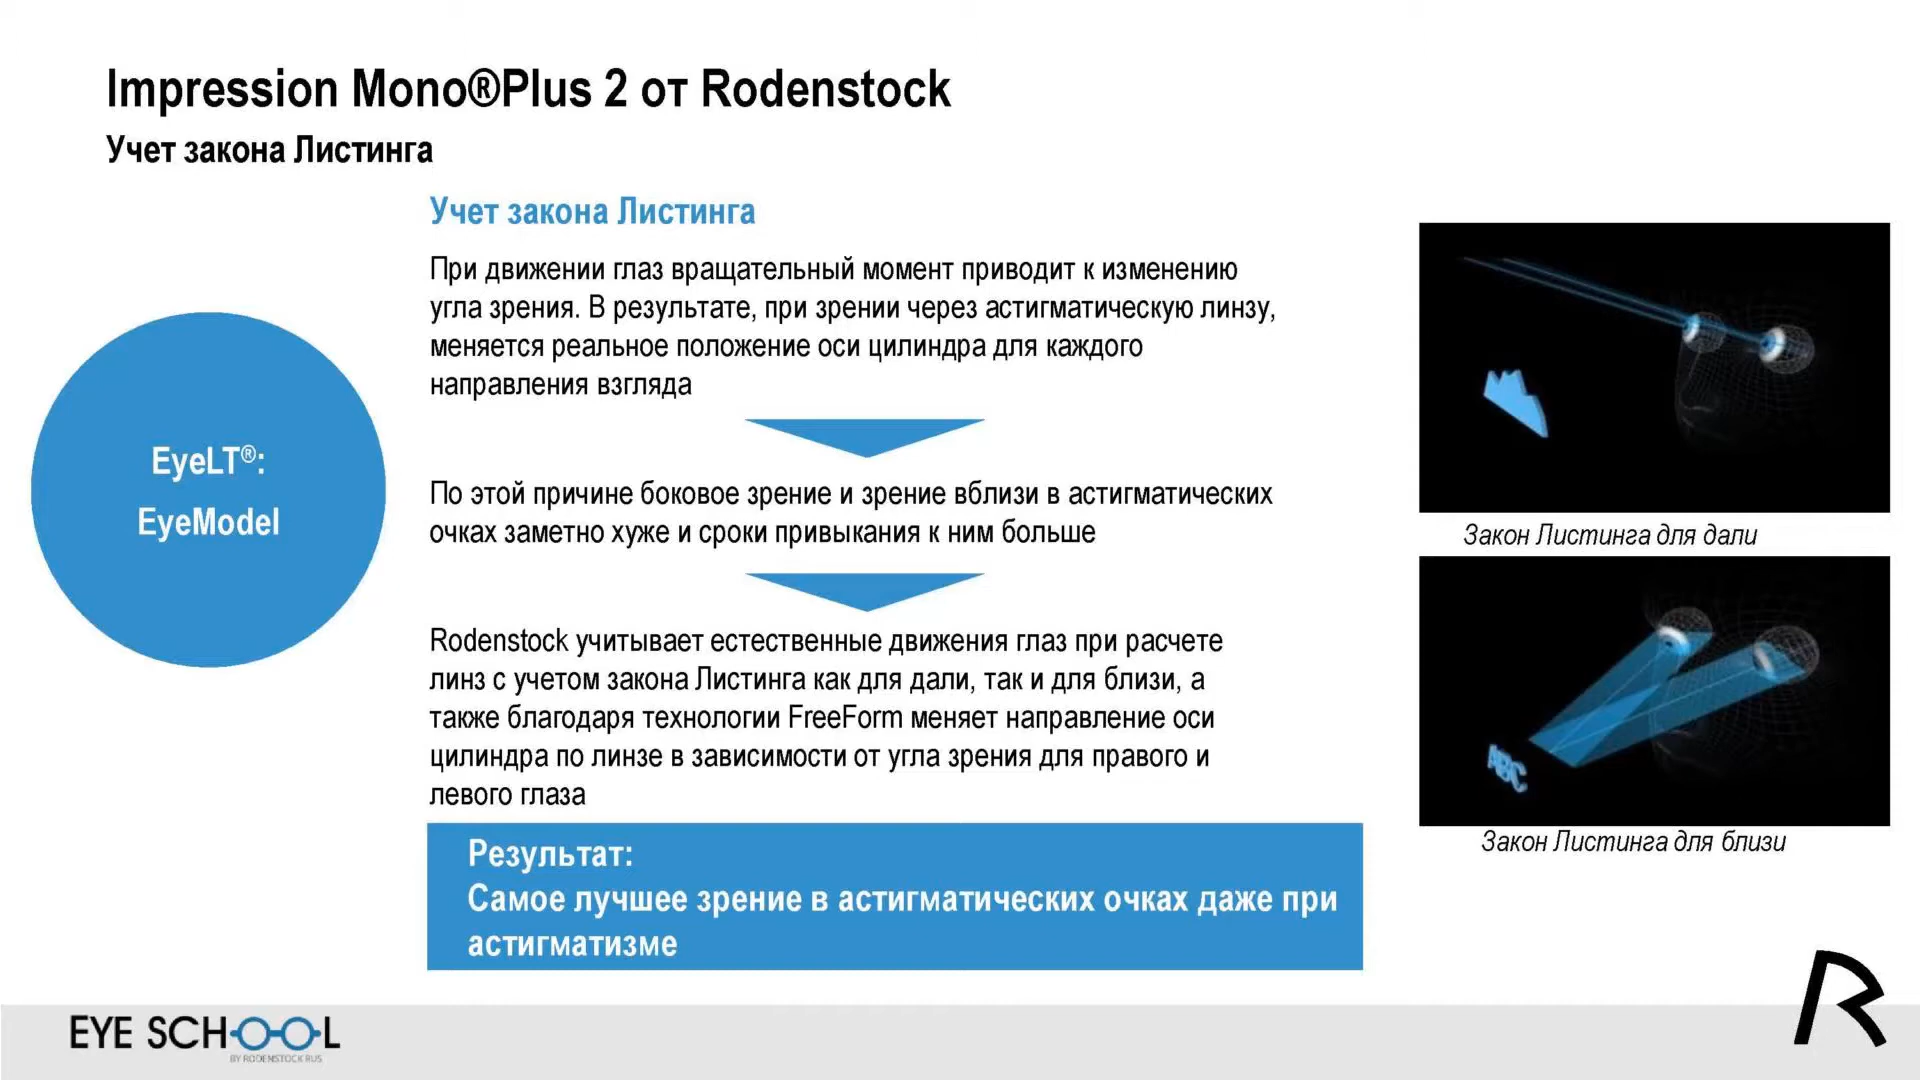 Impression Mono®Plus 2 от Rodenstock
Учет закона Листинга
Учет закона Листинга
При движении глаз вращательный момент приводит к изменению
угла зрения. В результате, при зрении через астигматическую линзу,
меняется реальное положение оси цилиндра для каждого
направления взгляда
EyeLT®:
EyeModel
По этой причине боковое зрение и зрение вблизи в астигматических
очках заметно хуже и сроки привыкания к ним больше
Rodenstock учитывает естественные движения глаз при расчете
линз с учетом закона Листинга как для дали, так и для близи, а
также благодаря технологии FreeForm меняет направление оси
цилиндра по линзе в зависимости от угла зрения для правого и
левого глаза
Результат:
Самое лучшее зрение в астигматических очках даже при
астигматизме
Закон Листинга для дали
ABC
Закон Листинга для близи
EYE SCHOOL
BY RODENSTOCK RUS
R